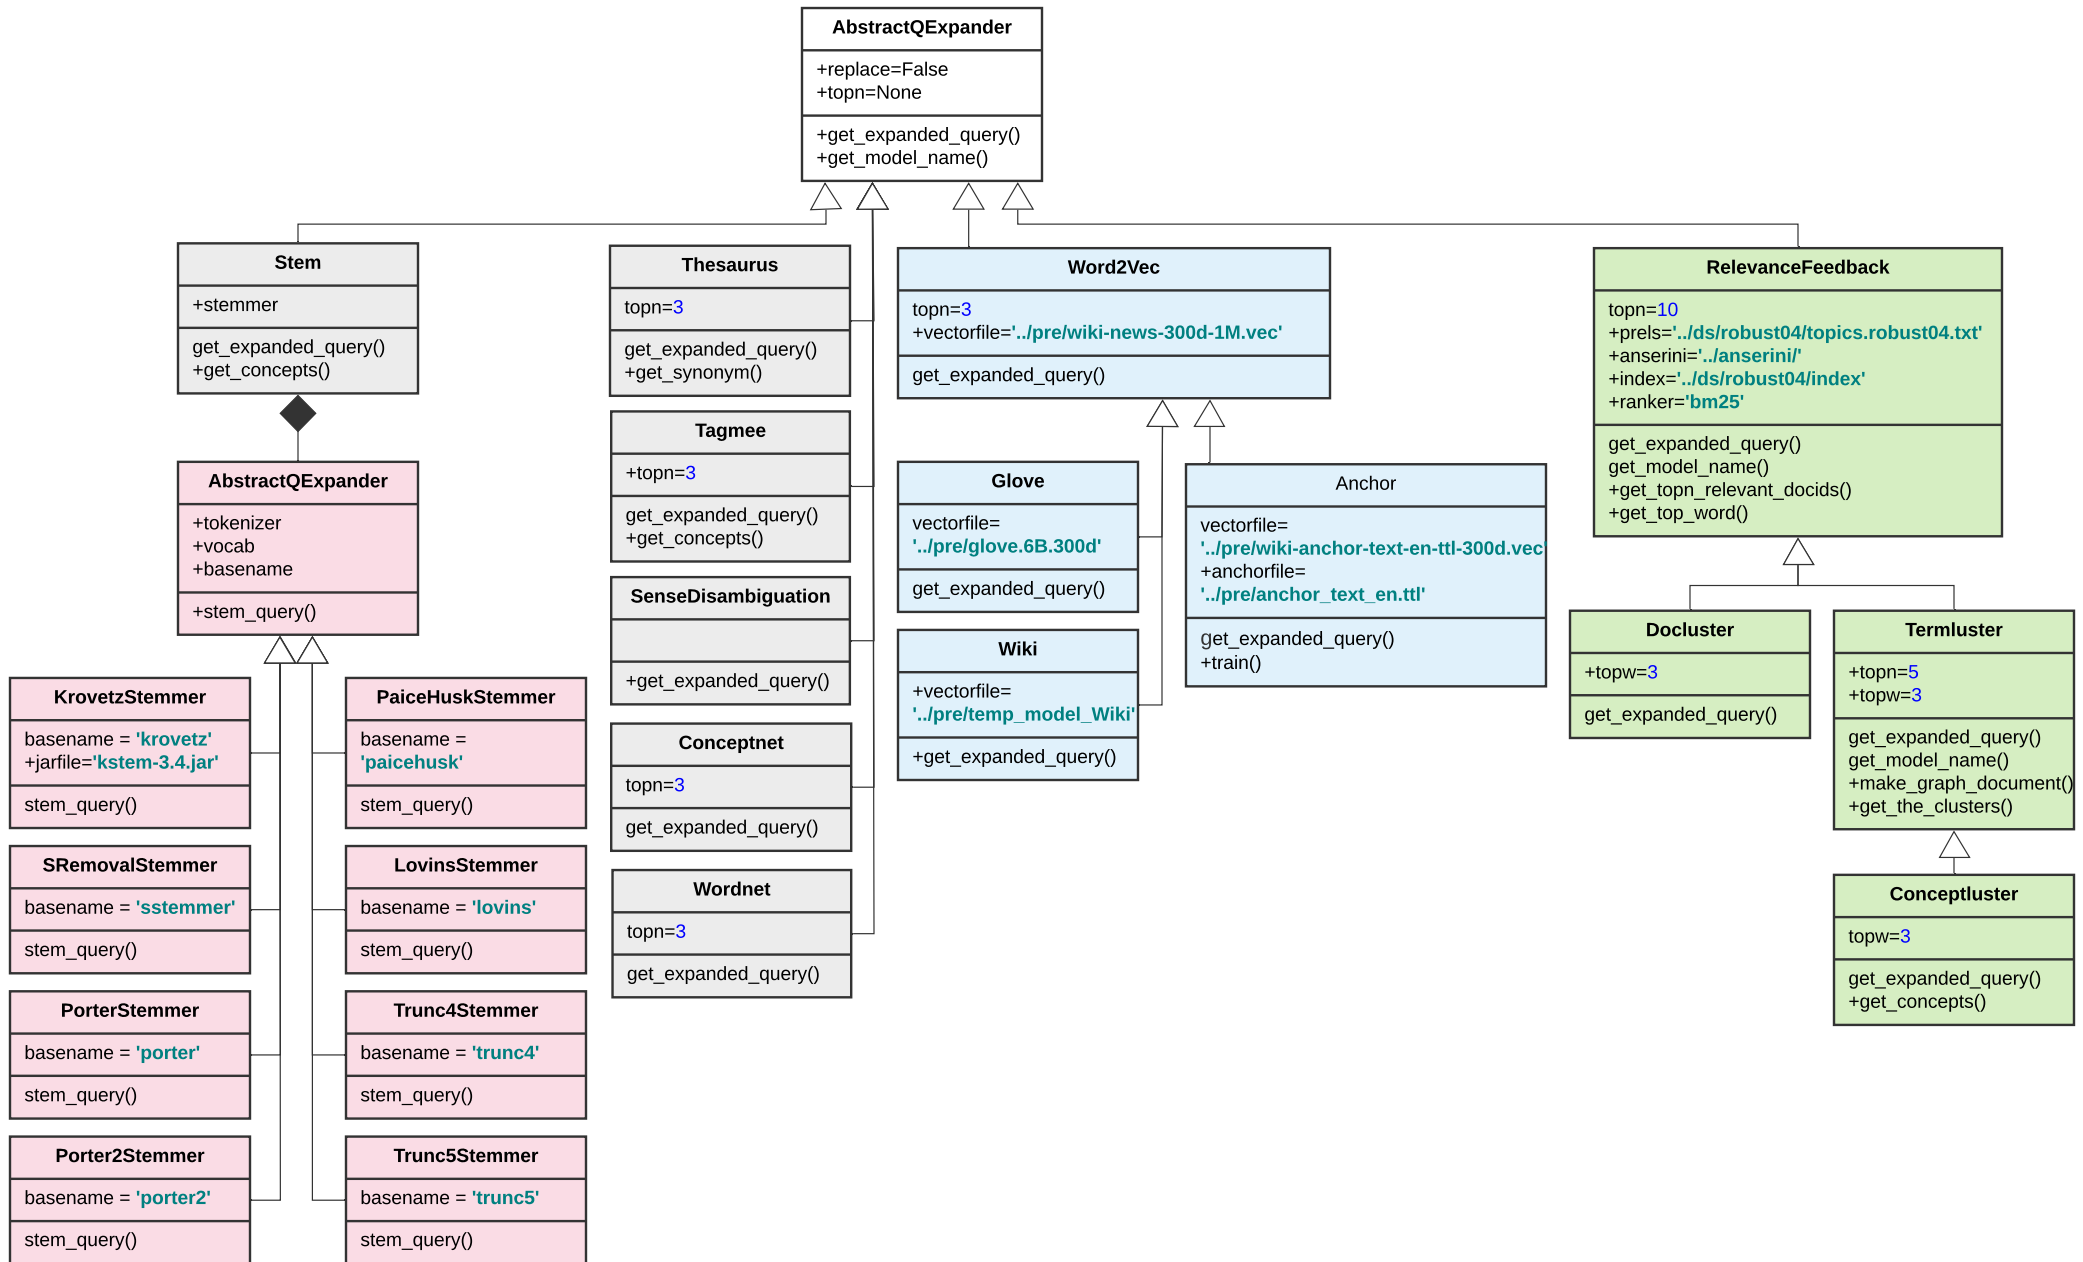 AbstractQExpander
+replace=False
+topn=None
+get_expanded_query()
+get_model_name()
Stem
+stemmer
get_expanded_query()
+get_concepts()
AbstractQExpander
+tokenizer
+vocab
+basename
+stem_query()
KrovetzStemmer
basename = 'krovetz'
+jarfile='kstem-3.4.jar'
stem_query()
PaiceHuskStemmer
basename =
'paicehusk'
stem_query()
SRemovalStemmer
basename = 'sstemmer'
stem_query()
LovinsStemmer
basename = 'lovins'
stem_query()
PorterStemmer
basename = 'porter'
stem_query()
Trunc4Stemmer
basename = 'trunc4'
stem_query()
Porter2Stemmer
basename = 'porter2'
stem_query()
Trunc5Stemmer
basename = 'trunc5'
stem_query()
Thesaurus
topn=3
get_expanded_query()
+get_synonym()
Tagmee
+topn=3
get_expanded_query()
+get_concepts()
SenseDisambiguation
+get_expanded_query()
Conceptnet
topn=3
get_expanded_query()
Wordnet
topn=3
get_expanded_query()
Word2Vec
topn=3
+vectorfile='../pre/wiki-news-300d-1M.vec'
get_expanded_query()
Glove
vectorfile=
'../pre/glove.6B.300d'
get_expanded_query()
Wiki
+vectorfile=
'../pre/temp_model_Wiki'
+get_expanded_query()
Anchor
vectorfile=
'../pre/wiki-anchor-text-en-ttl-300d.vec'
+anchorfile=
'../pre/anchor_text_en.ttl'
get_expanded_query()
+train()
RelevanceFeedback
topn=10
+prels='../ds/robust04/topics.robust04.txt'
+anserini='../anserini/'
+index='../ds/robust04/index'
+ranker='bm25'
get_expanded_query()
get_model_name()
+get_topn_relevant_docids()
+get_top_word()
Docluster
+topw=3
get_expanded_query()
Termluster
+topn=5
+topw=3
get_expanded_query()
get_model_name()
+make_graph_document()
+get_the_clusters()
Conceptluster
topw=3
get_expanded_query()
+get_concepts()